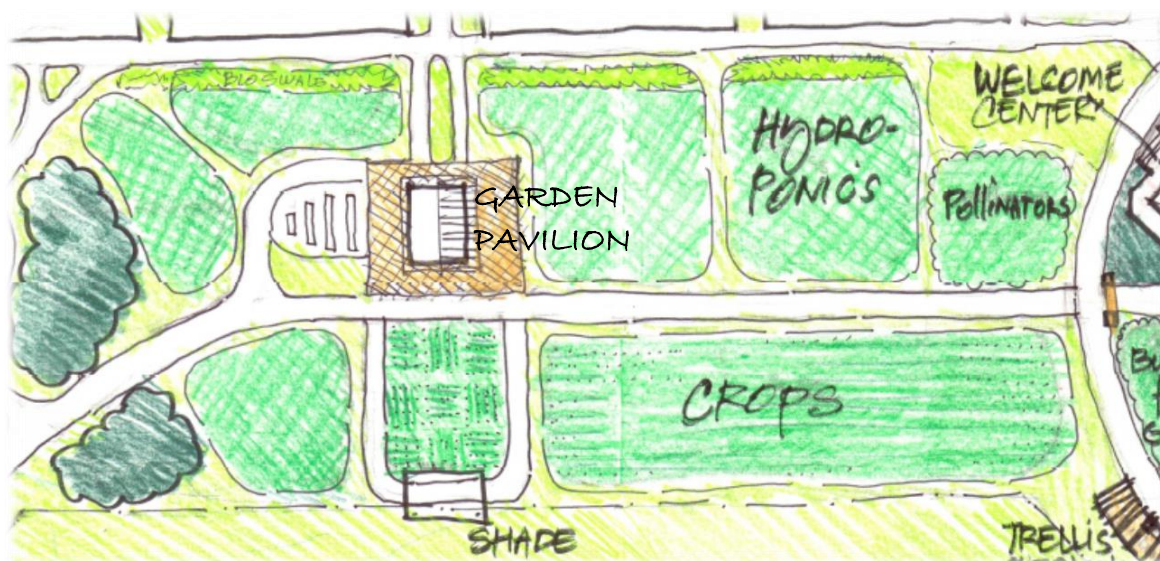 BIOSWALE
WELCOME
CENTER
HYDRO-
PONICS
GARDEN
PAVILION
POLLINATORS
CROPS
SHADE
TRELLIS